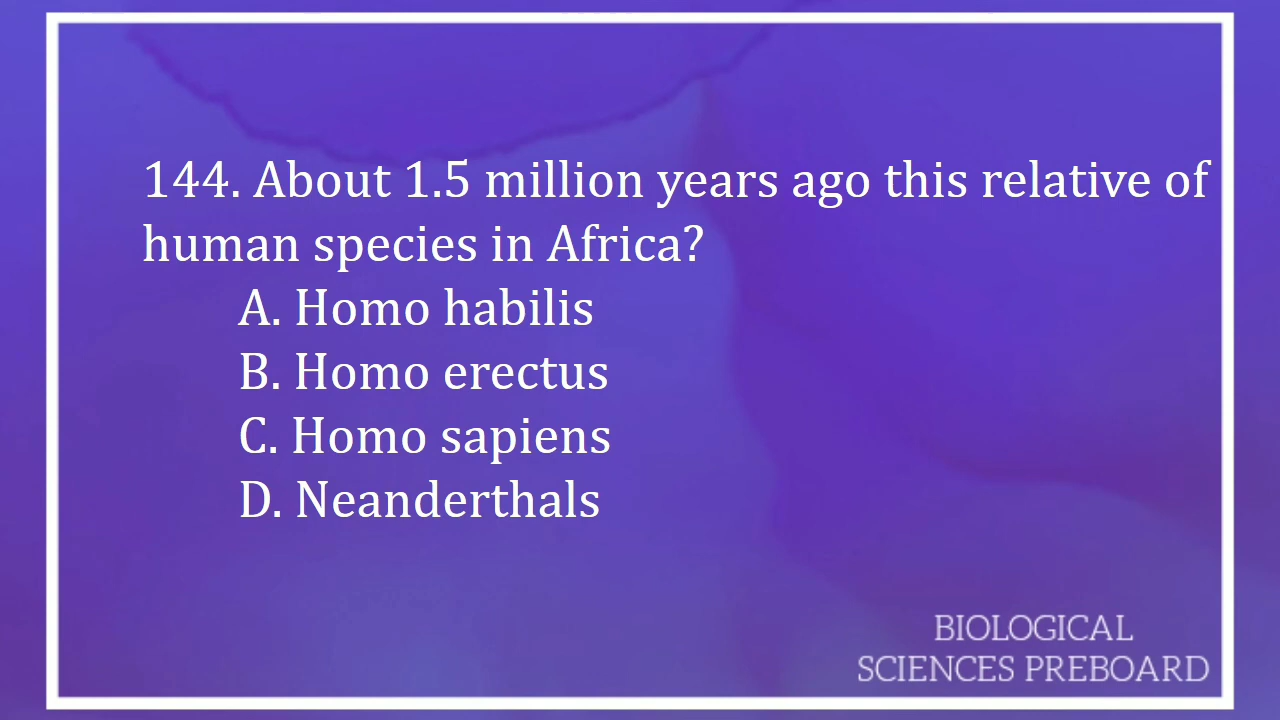 144. About 1.5 million years ago this relative of
human species in Africa?
A. Homo habilis
B. Homo erectus
C. Homo sapiens
D. Neanderthals
BIOLOGICAL
SCIENCES PREBOARD